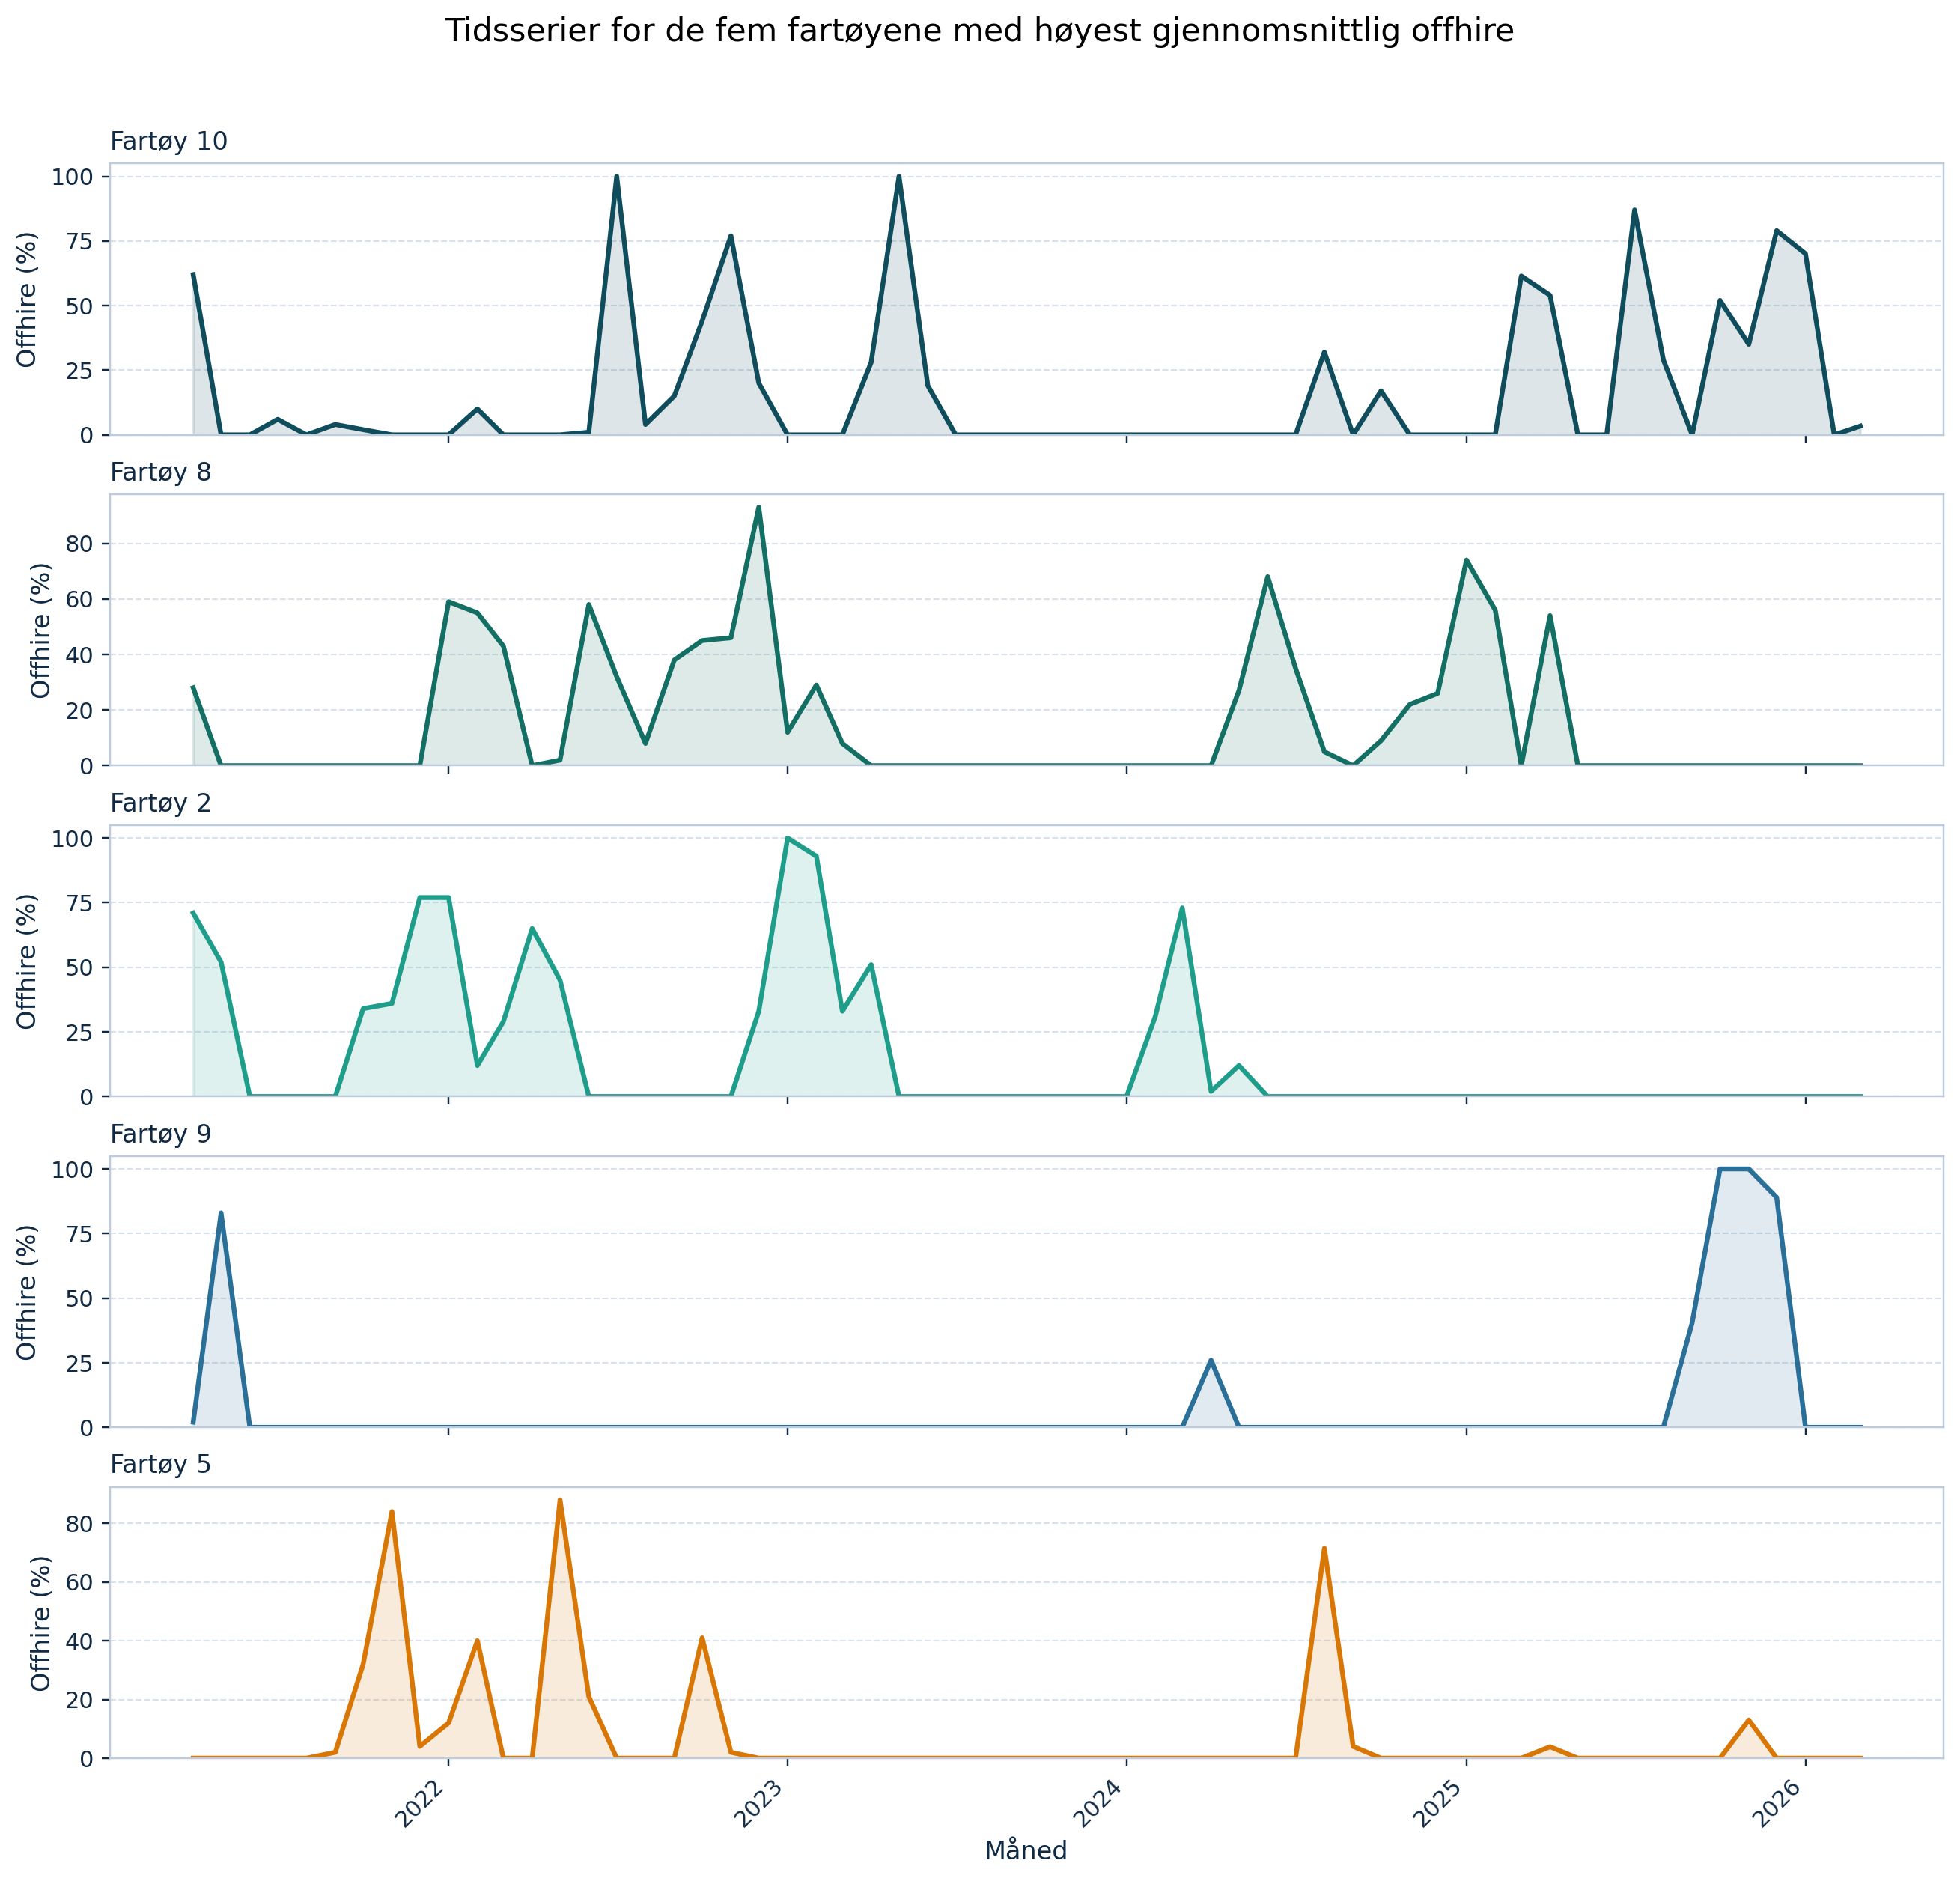 Tidsserier for de fem fartøyene med høyest gjennomsnittlig offhire
Fartøy 10
Offhire (%)
100
75
50
25
0
Fartøy 8
Offhire (%)
80
60
40
20
0
Fartøy 2
Offhire (%)
100
75
50
25
0
Fartøy 9
Offhire (%)
100
75
50
25
0
Fartøy 5
Offhire (%)
80
60
40
20
0
2022
2023
2024
2025
2026
Måned